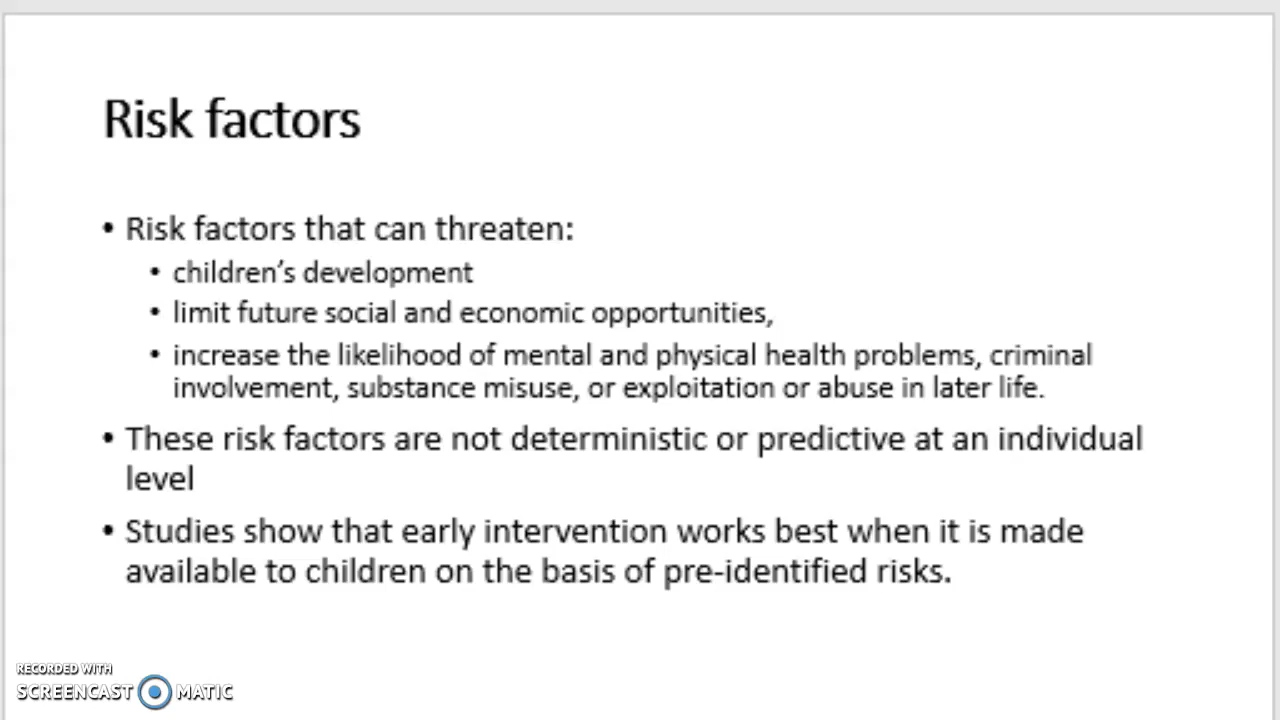 Risk factors
• Risk factors that can threaten:
• children's development
• limit future social and economic opportunities,
• increase the likelihood of mental and physical health problems, criminal
involvement, substance misuse, or exploitation or abuse in later life.
• These risk factors are not deterministic or predictive at an individual
level
• Studies show that early intervention works best when it is made
available to children on the basis of pre-identified risks.
RECORDED WITH
SCREENCAST MATIC